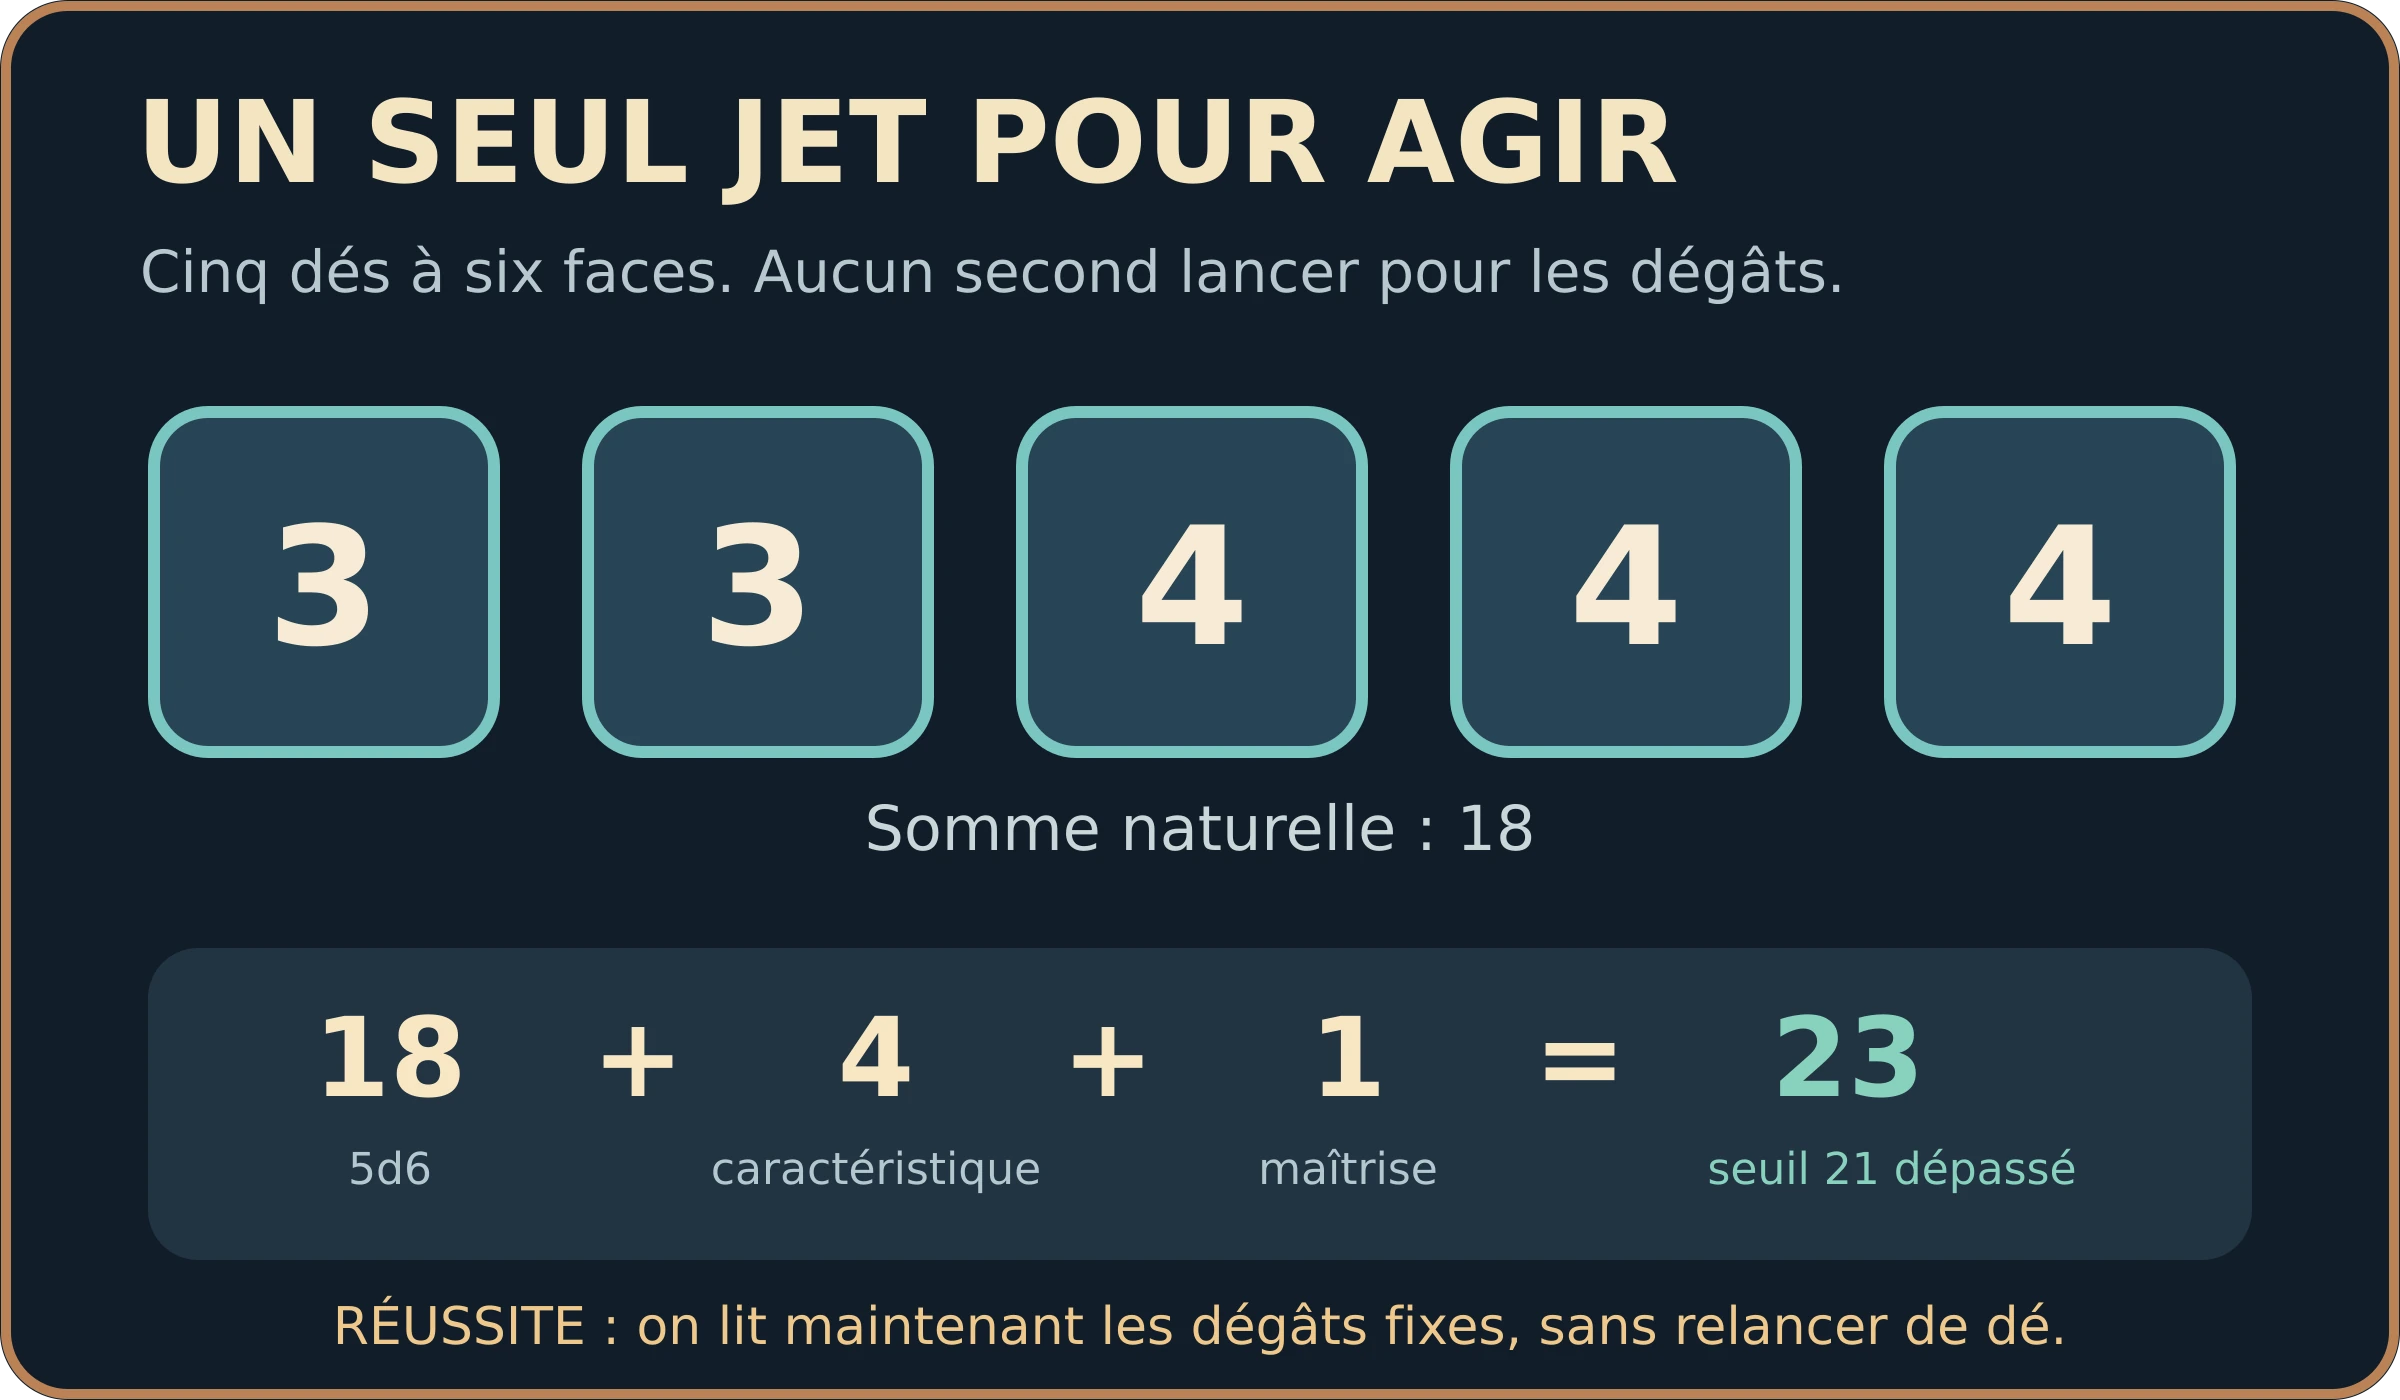 UN SEUL JET POUR AGIR
Cinq dés à six faces. Aucun second lancer pour les dégâts.
3 3 4 4 4
Somme naturelle : 18
18 + 4 + 1 = 23
5d6 caractéristique maîtrise seuil 21 dépassé
RÉUSSITE : on lit maintenant les dégâts fixes, sans relancer de dé.